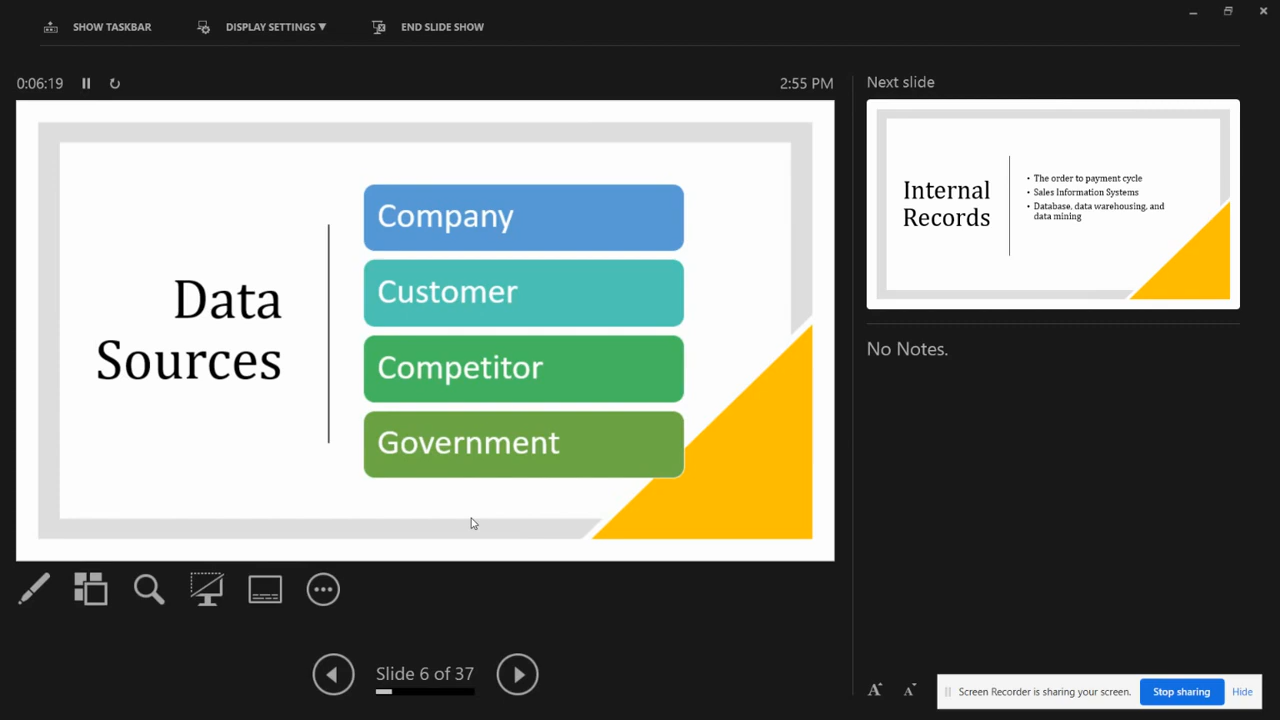 SHOW TASKBAR
DISPLAY SETTINGS ▼
END SLIDE SHOW
0:06:19
2:55 PM
Data
Sources
Company
Customer
Competitor
Government
Next slide
Internal
Records
• The order to payment cycle
• Sales Information Systems
• Database, data warehousing, and
data mining
No Notes.
Slide 6 of 37
A A
Screen Recorder is sharing your screen.
Stop sharing
Hide